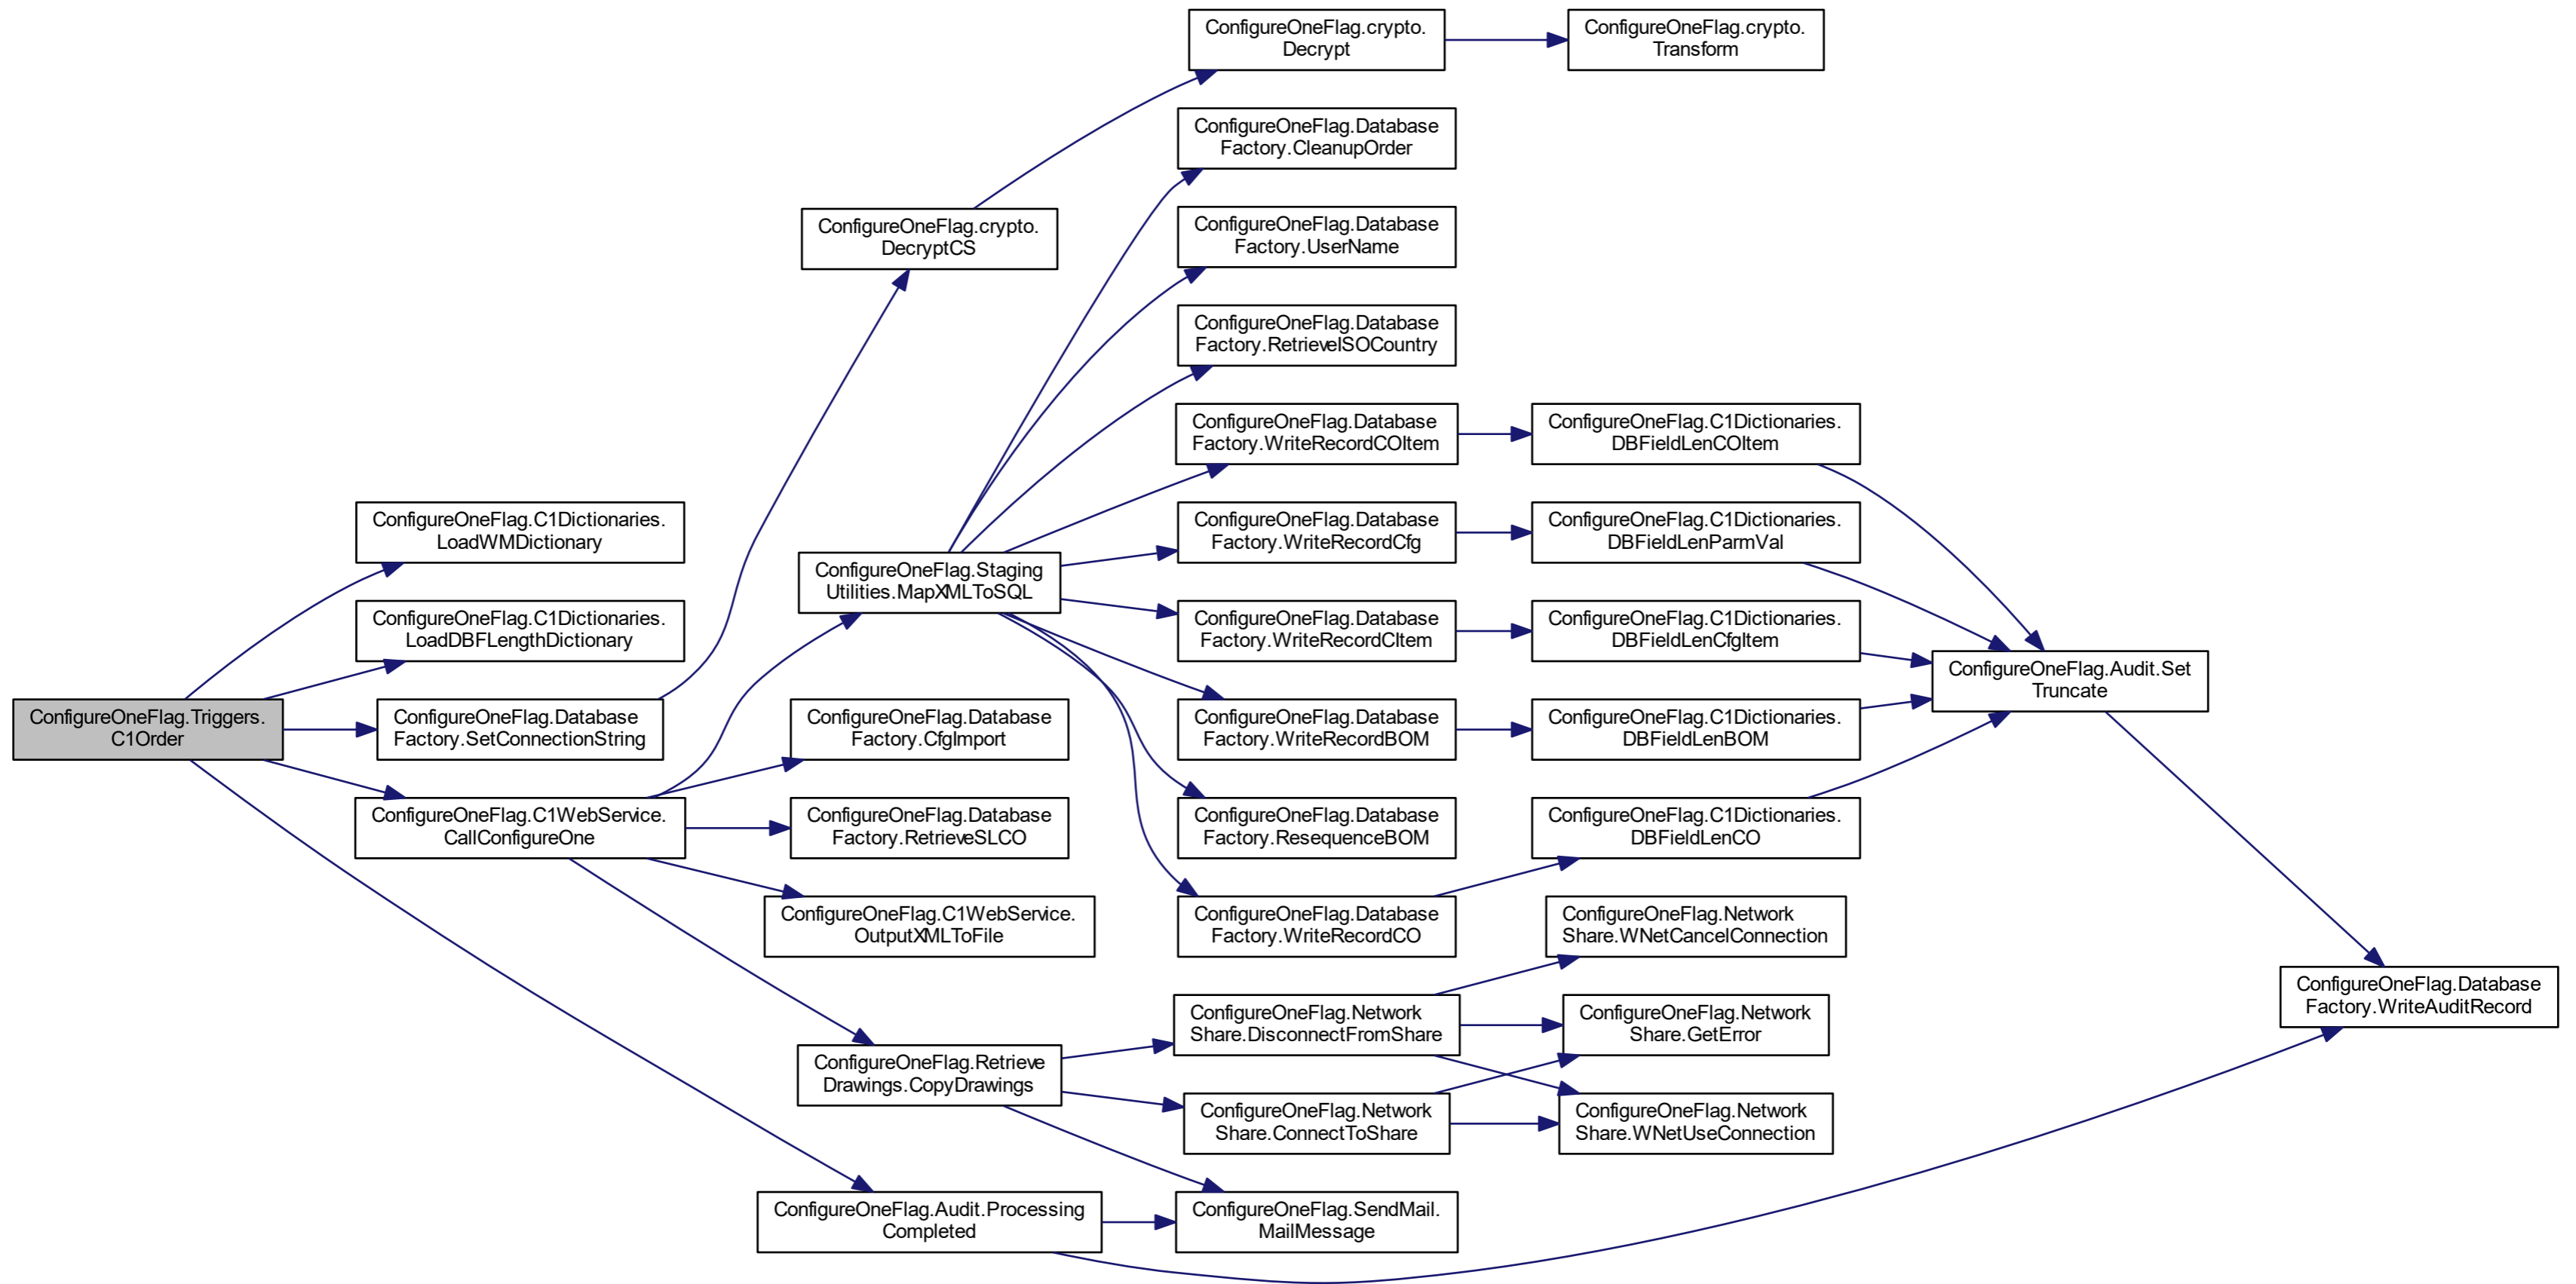 ConfigureOneFlag.Triggers.
C1Order
ConfigureOneFlag.C1Dictionaries.
LoadWMDictionary
ConfigureOneFlag.C1Dictionaries.
LoadDBFLengthDictionary
ConfigureOneFlag.Database
Factory.SetConnectionString
ConfigureOneFlag.C1WebService.
CallConfigureOne
ConfigureOneFlag.crypto.
DecryptCS
ConfigureOneFlag.Staging
Utilities.MapXMLToSQL
ConfigureOneFlag.Database
Factory.CfgImport
ConfigureOneFlag.Database
Factory.RetrieveSLCO
ConfigureOneFlag.C1WebService.
OutputXMLToFile
ConfigureOneFlag.Retrieve
Drawings.CopyDrawings
ConfigureOneFlag.Audit.Processing
Completed
ConfigureOneFlag.crypto.
Decrypt
ConfigureOneFlag.Database
Factory.CleanupOrder
ConfigureOneFlag.Database
Factory.UserName
ConfigureOneFlag.Database
Factory.RetrieveISOCountry
ConfigureOneFlag.Database
Factory.WriteRecordCOItem
ConfigureOneFlag.Database
Factory.WriteRecordCfg
ConfigureOneFlag.Database
Factory.WriteRecordCItem
ConfigureOneFlag.Database
Factory.WriteRecordBOM
ConfigureOneFlag.Database
Factory.ResequenceBOM
ConfigureOneFlag.Database
Factory.WriteRecordCO
ConfigureOneFlag.Network
Share.DisconnectFromShare
ConfigureOneFlag.Network
Share.ConnectToShare
ConfigureOneFlag.SendMail.
MailMessage
ConfigureOneFlag.crypto.
Transform
ConfigureOneFlag.C1Dictionaries.
DBFieldLenCOItem
ConfigureOneFlag.C1Dictionaries.
DBFieldLenParmVal
ConfigureOneFlag.C1Dictionaries.
DBFieldLenCfgItem
ConfigureOneFlag.C1Dictionaries.
DBFieldLenBOM
ConfigureOneFlag.C1Dictionaries.
DBFieldLenCO
ConfigureOneFlag.Network
Share.WNetCancelConnection
ConfigureOneFlag.Network
Share.GetError
ConfigureOneFlag.Network
Share.WNetUseConnection
ConfigureOneFlag.Audit.Set
Truncate
ConfigureOneFlag.Database
Factory.WriteAuditRecord